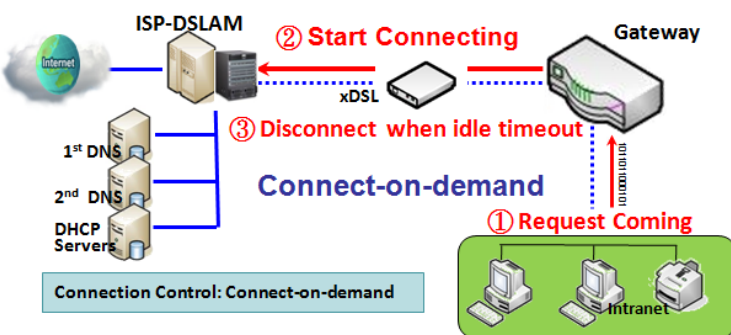 ISP-DSLAM
② Start Connecting
Gateway
Internet
xDSL
③ Disconnect when idle timeout
1st DNS
2nd DNS
DHCP
Servers
Connect-on-demand
101101000101
① Request Coming
Intranet
Connection Control: Connect-on-demand